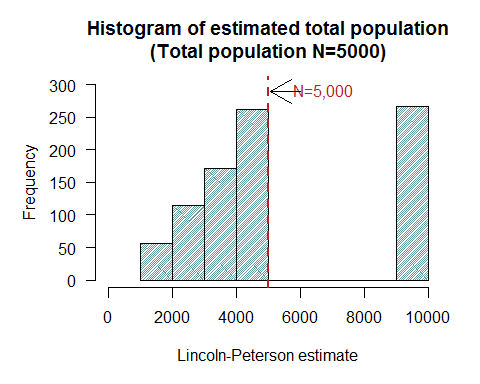 Histogram of estimated total population
(Total population N=5000)
N=5,000
Frequency
300
250
200
150
100
50
0
0 2000 4000 6000 8000 10000
Lincoln-Peterson estimate